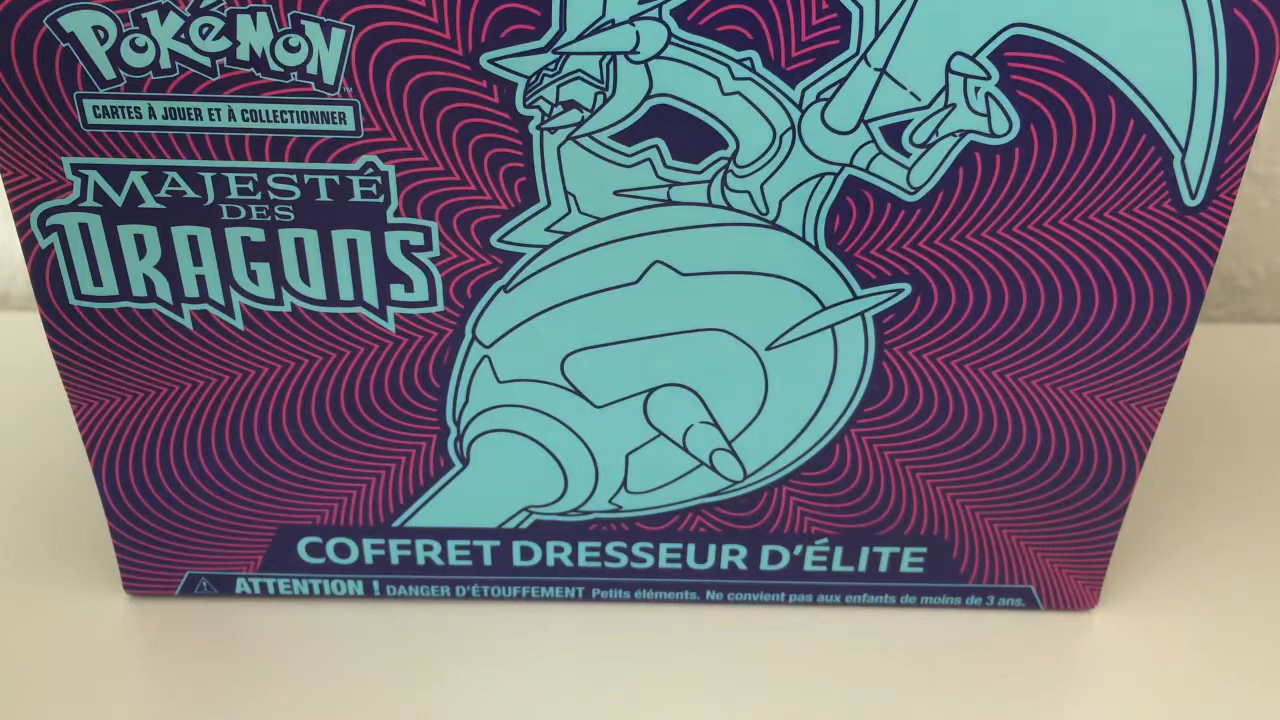 POKéMON
™
CARTES À JOUER ET À COLLECTIONNER
MAJESTÉ
DES
DRAGONS
COFFRET DRESSEUR D'ÉLITE
ATTENTION ! DANGER D'ÉTOUFFEMENT Petits éléments. Ne convient pas aux enfants de moins de 3 ans.